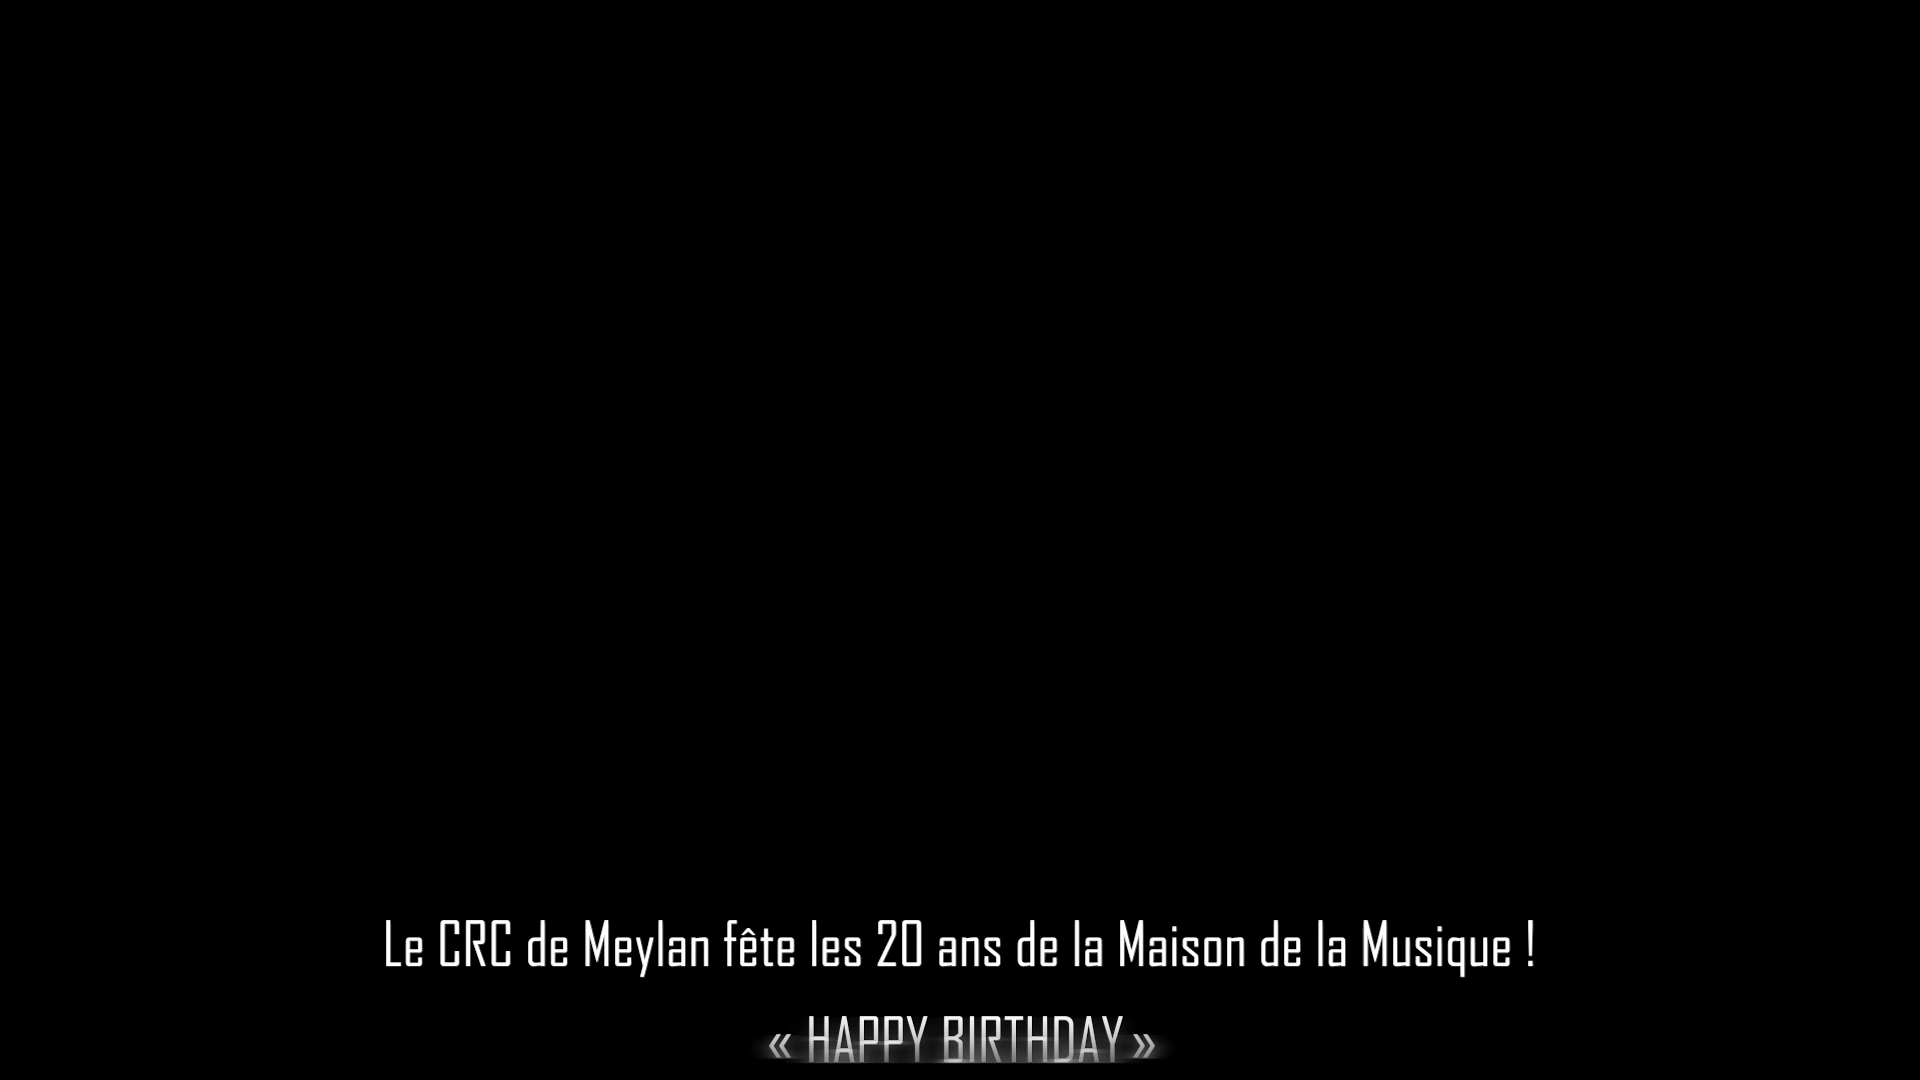 Le CRC de Meylan fête les 20 ans de la Maison de la Musique !
« HAPPY BIRTHDAY »